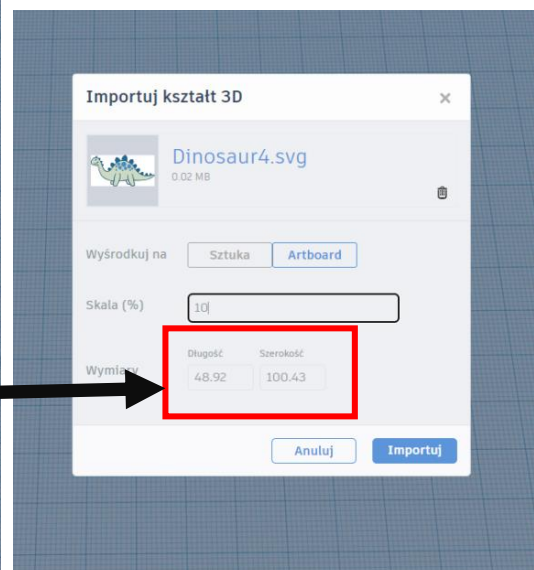 Importuj kształt 3D
Dinosaur4.svg
0.02 MB
Wyśrodkuj na Sztuka Artboard
Skala (%) 10
Długość Szerokość
Wymiary 48.92 100.43
Anuluj Importuj